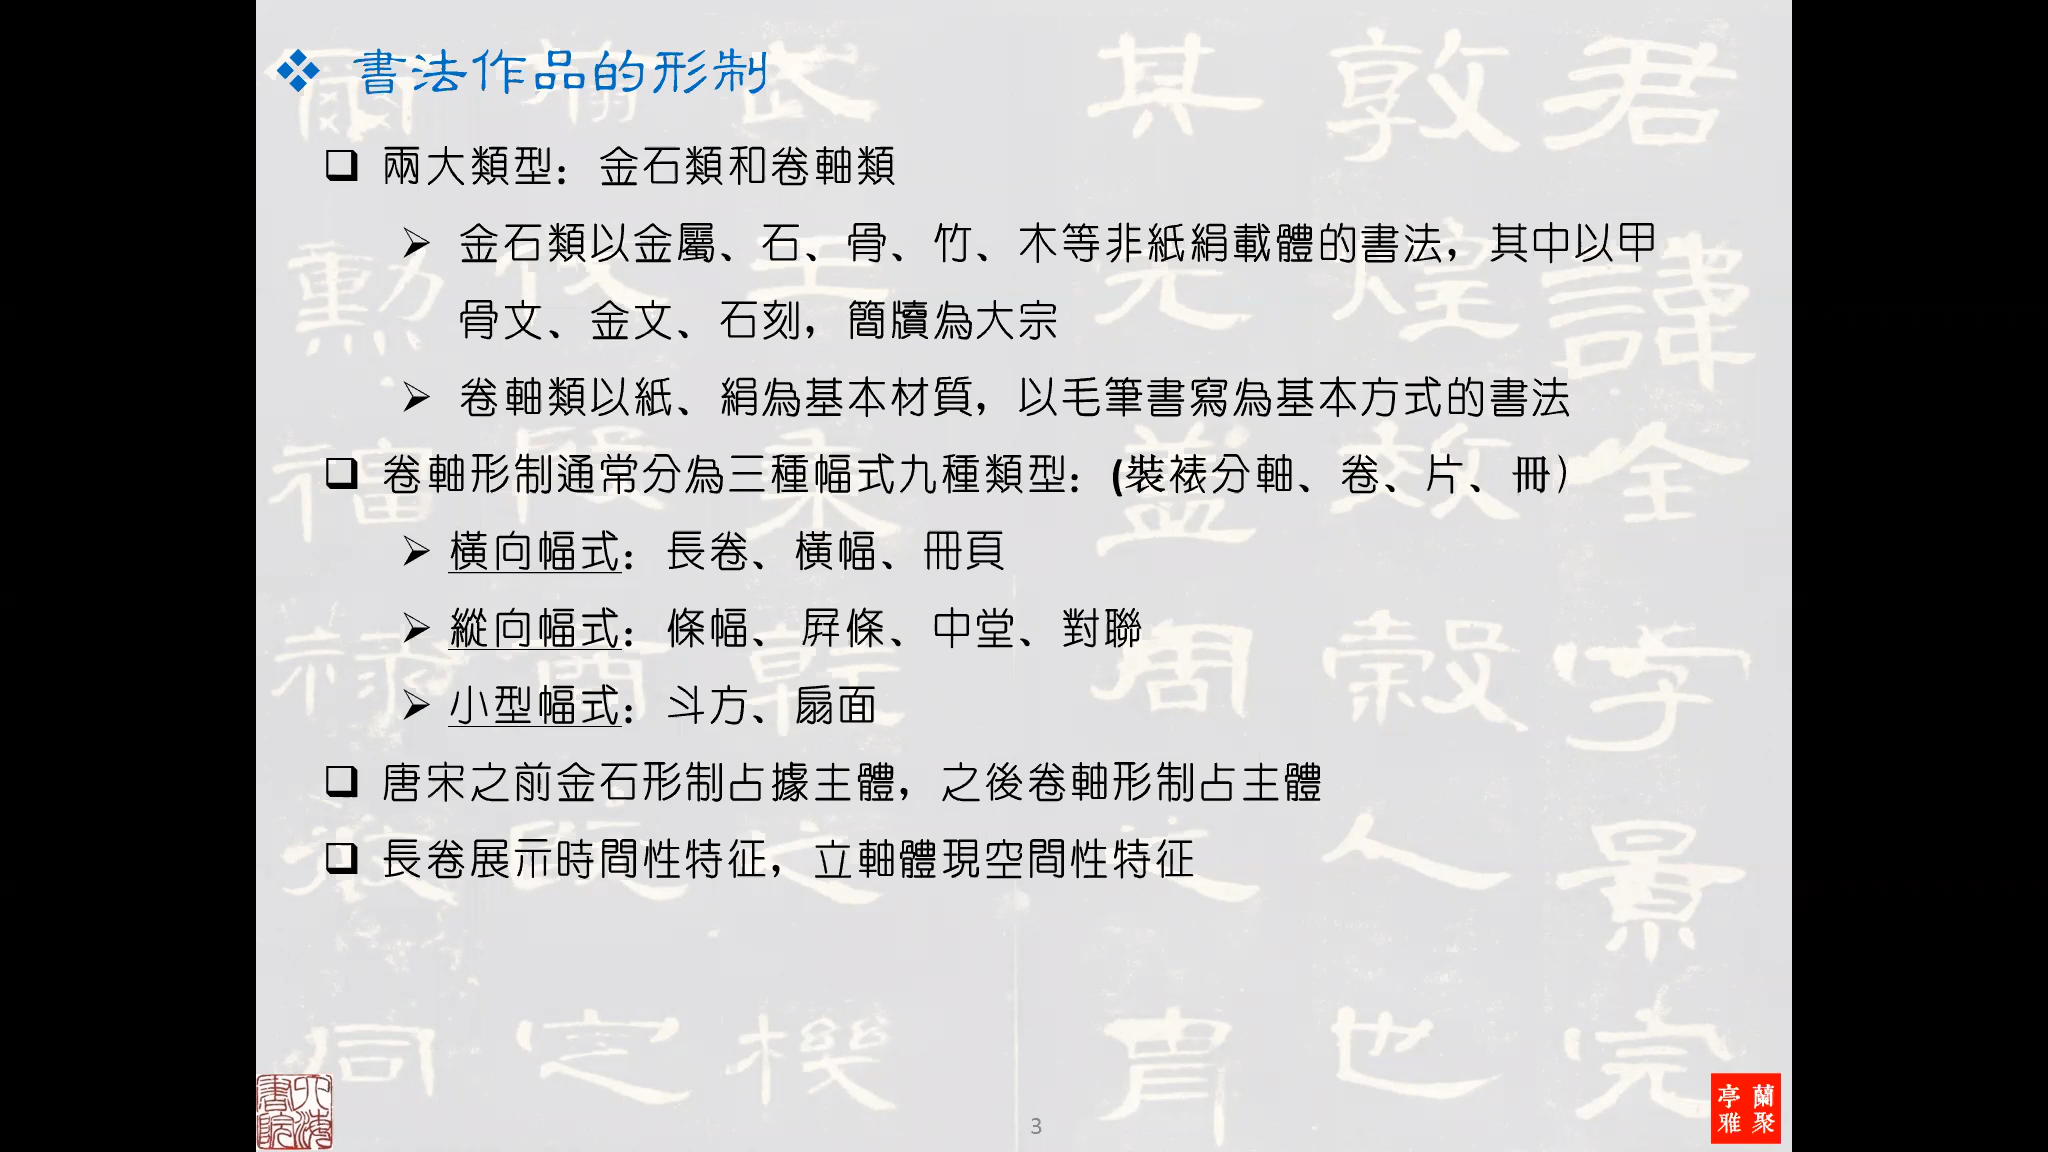 書法作品的形制
兩大類型：金石類和卷軸類
金石類以金屬、石、骨、竹、木等非紙絹載體的書法，其中以甲
骨文、金文、石刻，簡牘為大宗
卷軸類以紙、絹為基本材質，以毛筆書寫為基本方式的書法
卷軸形制通常分為三種幅式九種類型：(裝裱分軸、卷、片、冊）
橫向幅式：長卷、橫幅、冊頁
縱向幅式：條幅、屛條、中堂、對聯
小型幅式：斗方、扇面
唐宋之前金石形制占據主體，之後卷軸形制占主體
長卷展示時間性特征，立軸體現空間性特征
3
蘭聚
亭雅